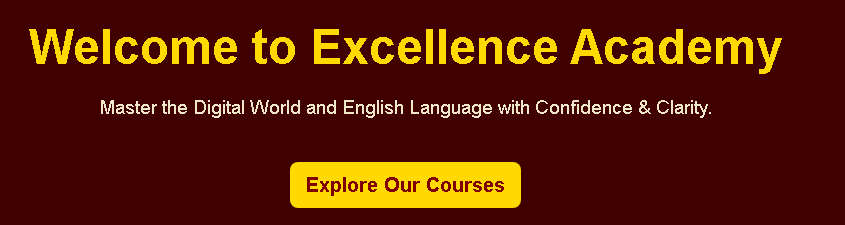 Welcome to Excellence Academy
Master the Digital World and English Language with Confidence & Clarity.
Explore Our Courses